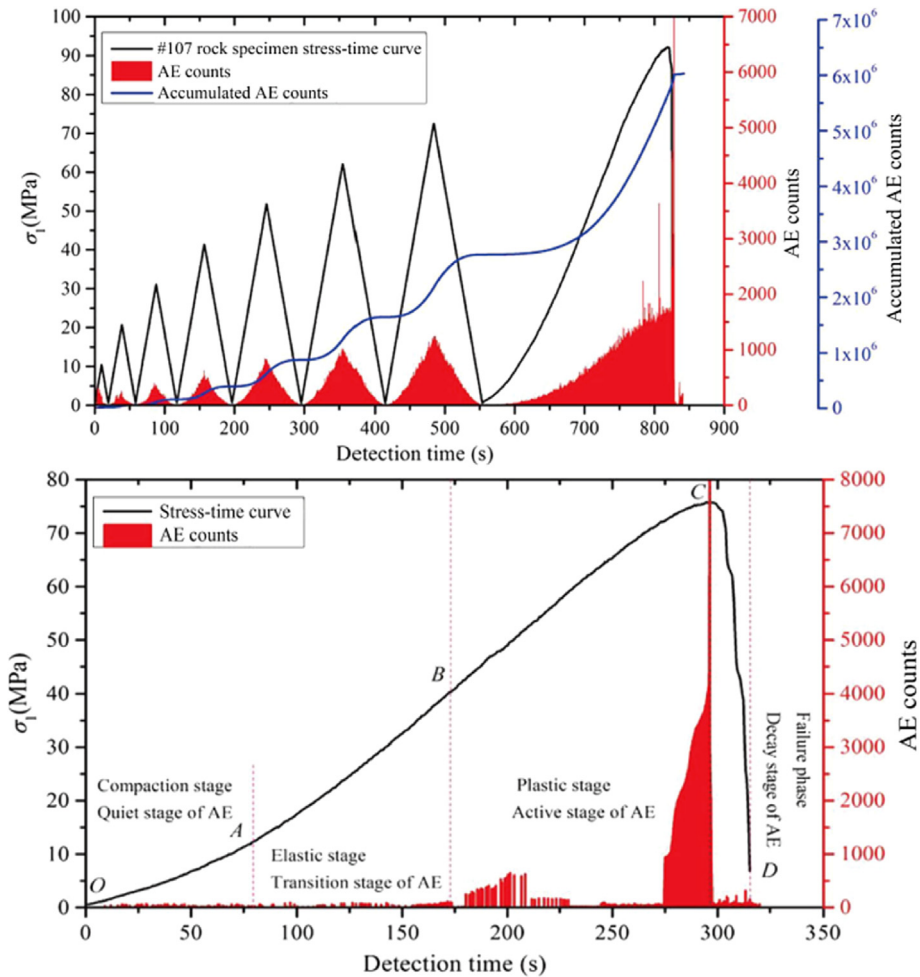 #107 rock specimen stress-time curve
AE counts
Accumulated AE counts
100
90
80
70
60
50
40
30
20
10
0
σ1(MPa)
0 100 200 300 400 500 600 700 800 900
Detection time (s)
7000
6000
5000
4000
3000
2000
1000
0
AE counts
7x10^6
6x10^6
5x10^6
4x10^6
3x10^6
2x10^6
1x10^6
0
Accumulated AE counts
Stress-time curve
AE counts
80
70
60
50
40
30
20
10
0
σ1(MPa)
O
A
B
C
D
Compaction stage
Quiet stage of AE
Elastic stage
Transition stage of AE
Plastic stage
Active stage of AE
Failure phase
Decay stage of AE
0 50 75 100 125 150 175 200 225 250 275 300 325 350
Detection time (s)
8000
7000
6000
5000
4000
3000
2000
1000
0
AE counts